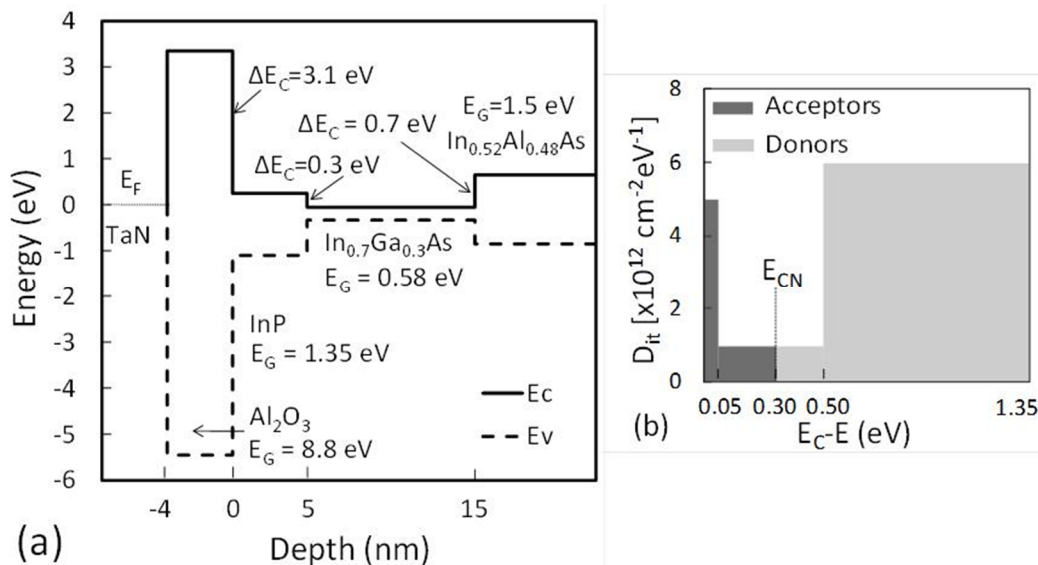 4
3
2
1
0
-1
-2
-3
-4
-5
-6
Energy (eV)
E_F
TaN
ΔE_C=3.1 eV
ΔE_C = 0.7 eV
ΔE_C=0.3 eV
E_G=1.5 eV
In_0.52Al_0.48As
In_0.7Ga_0.3As
E_G = 0.58 eV
InP
E_G = 1.35 eV
Al_2O_3
E_G = 8.8 eV
Ec
Ev
-4 0 5 15
Depth (nm)
(a)
8
6
4
2
0
D_it [x10^12 cm^-2eV^-1]
Acceptors
Donors
E_CN
0.05 0.30 0.50 1.35
E_C-E (eV)
(b)